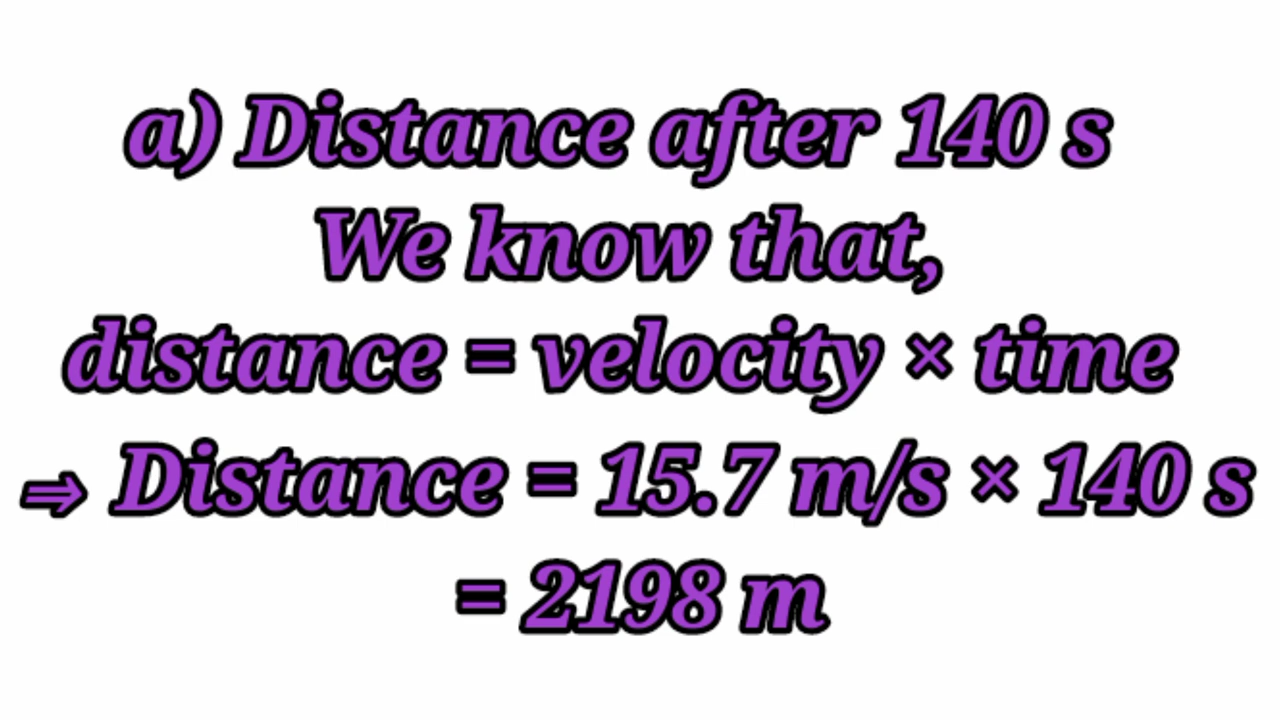 a) Distance after 140 s
We know that,
distance = velocity × time
⇒ Distance = 15.7 m/s × 140 s
= 2198 m